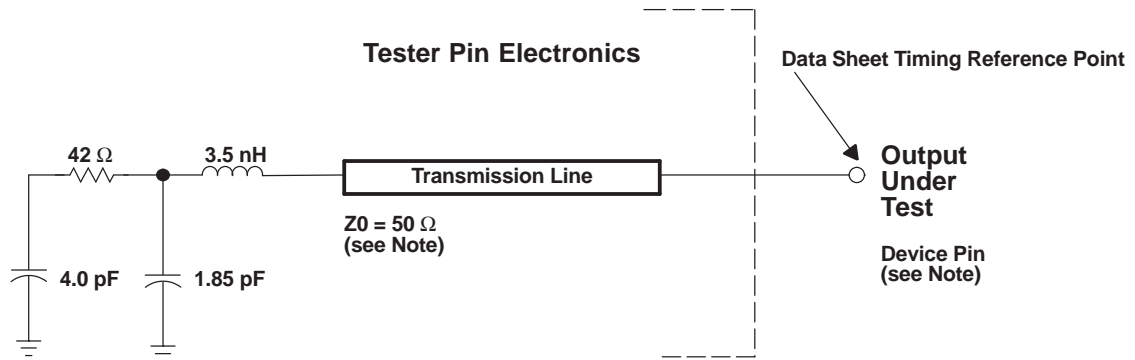 Tester Pin Electronics
Data Sheet Timing Reference Point
42 Ω
3.5 nH
Transmission Line
Output
Under
Test
Z0 = 50 Ω
(see Note)
Device Pin
(see Note)
4.0 pF
1.85 pF